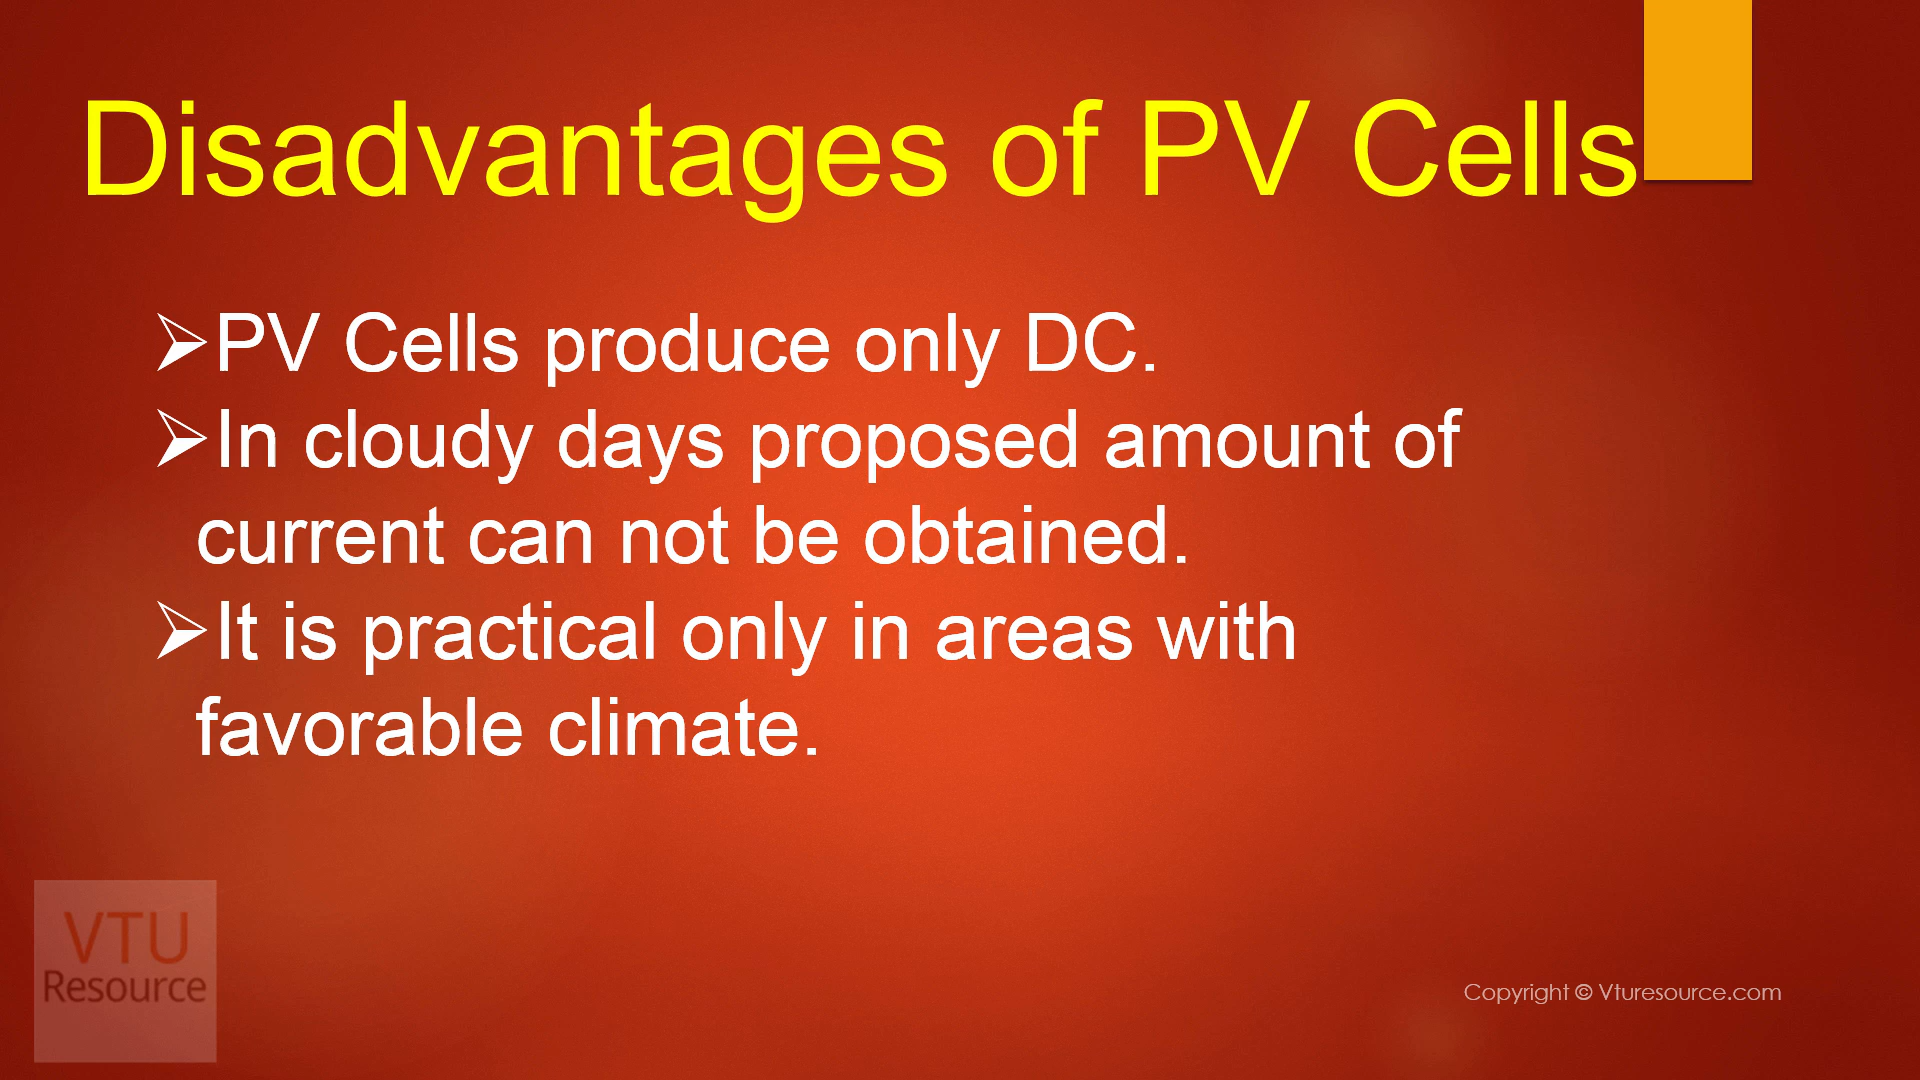 Disadvantages of PV Cells
➢PV Cells produce only DC.
➢In cloudy days proposed amount of
current can not be obtained.
➢It is practical only in areas with
favorable climate.
VTU
Resource
Copyright © Vturesource.com